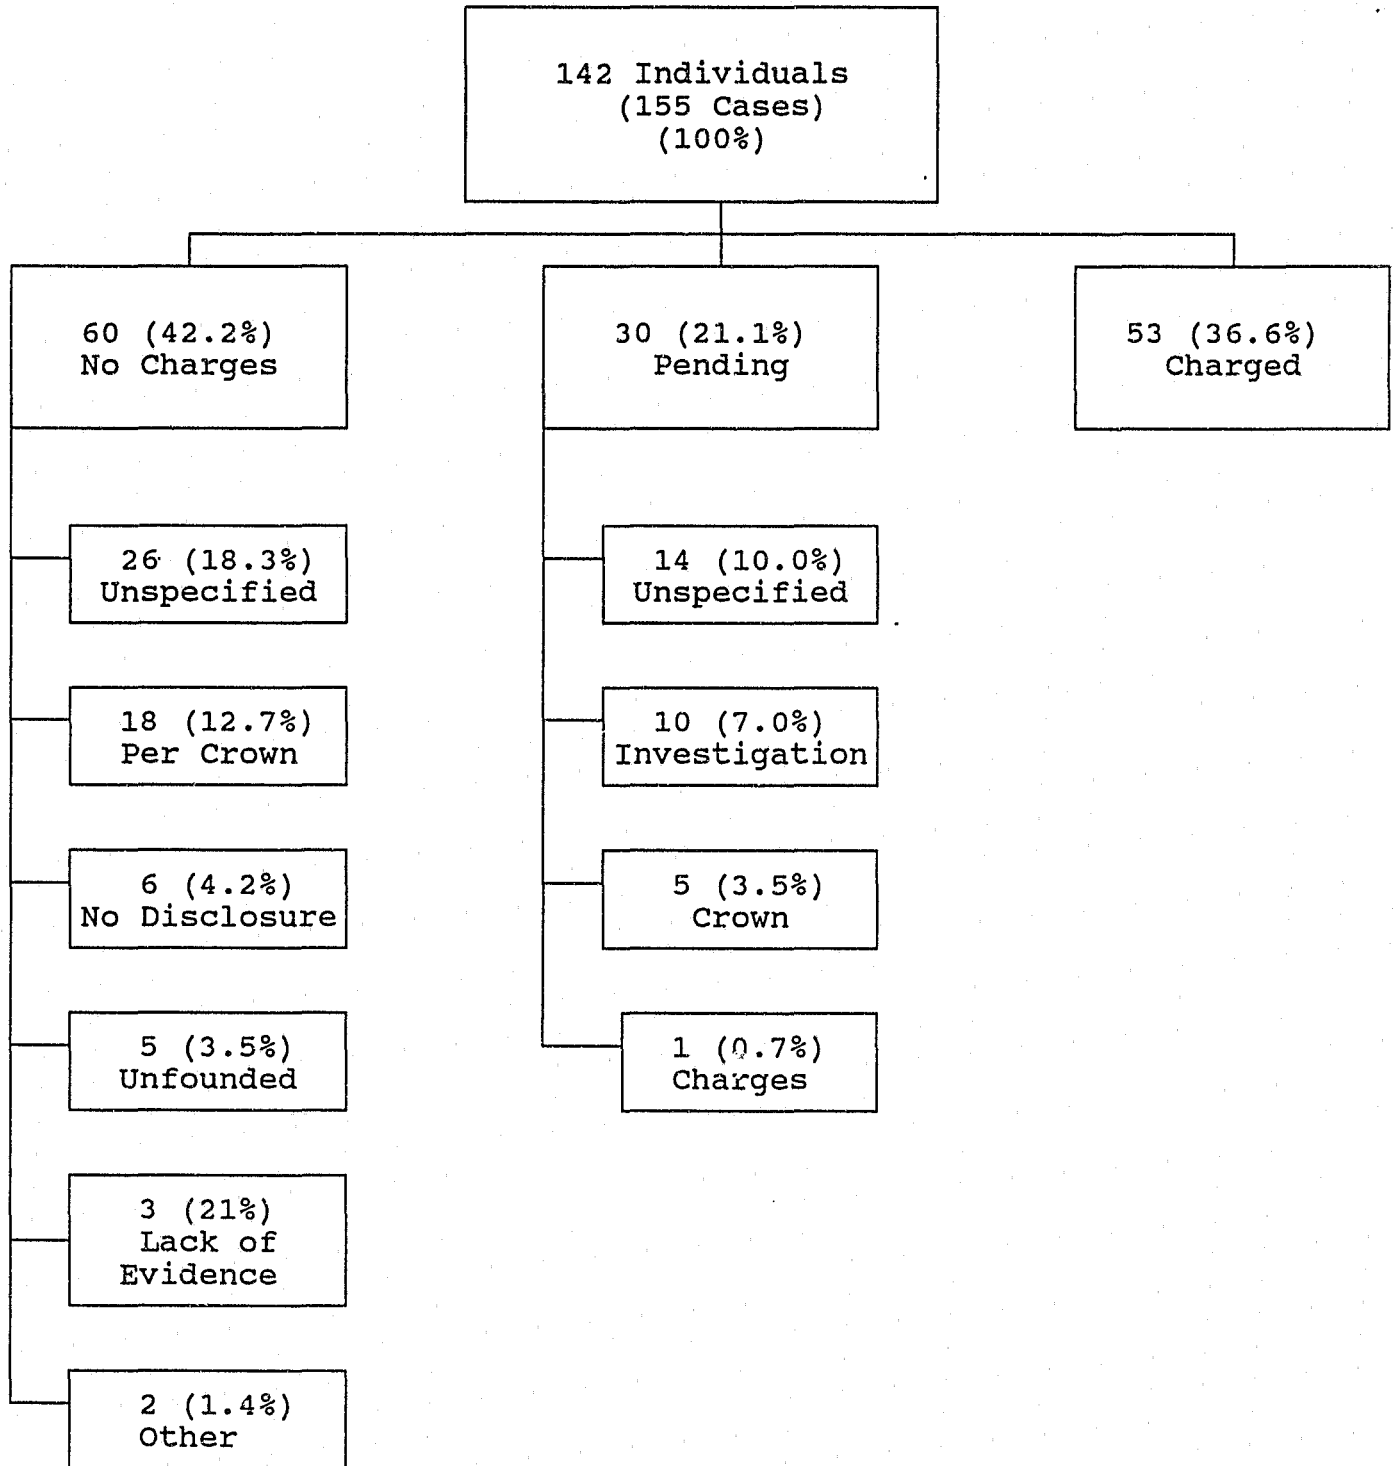 142 Individuals
(155 Cases)
(100%)
60 (42.2%)
No Charges
30 (21.1%)
Pending
53 (36.6%)
Charged
26 (18.3%)
Unspecified
14 (10.0%)
Unspecified
18 (12.7%)
Per Crown
10 (7.0%)
Investigation
6 (4.2%)
No Disclosure
5 (3.5%)
Crown
5 (3.5%)
Unfounded
1 (0.7%)
Charges
3 (21%)
Lack of
Evidence
2 (1.4%)
Other